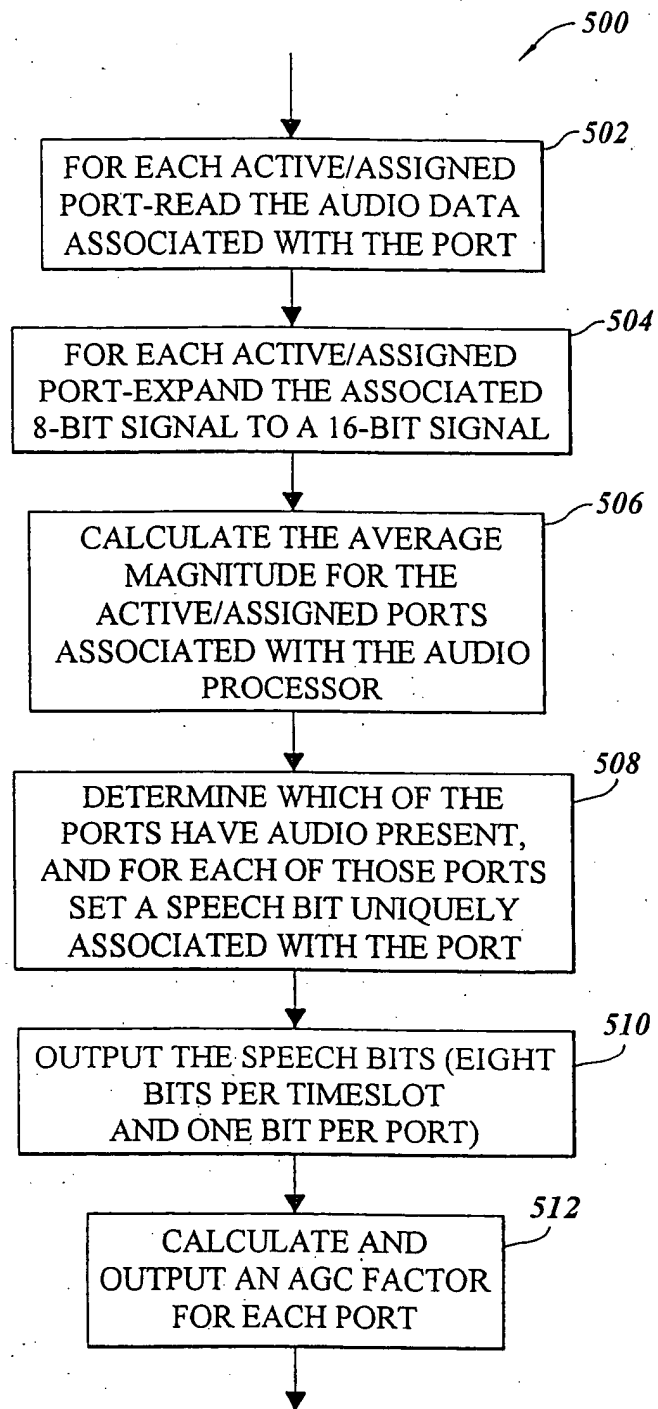 500
502
FOR EACH ACTIVE/ASSIGNED
PORT-READ THE AUDIO DATA
ASSOCIATED WITH THE PORT
504
FOR EACH ACTIVE/ASSIGNED
PORT-EXPAND THE ASSOCIATED
8-BIT SIGNAL TO A 16-BIT SIGNAL
506
CALCULATE THE AVERAGE
MAGNITUDE FOR THE
ACTIVE/ASSIGNED PORTS
ASSOCIATED WITH THE AUDIO
PROCESSOR
508
DETERMINE WHICH OF THE
PORTS HAVE AUDIO PRESENT,
AND FOR EACH OF THOSE PORTS
SET A SPEECH BIT UNIQUELY
ASSOCIATED WITH THE PORT
510
OUTPUT THE SPEECH BITS (EIGHT
BITS PER TIMESLOT
AND ONE BIT PER PORT)
512
CALCULATE AND
OUTPUT AN AGC FACTOR
FOR EACH PORT